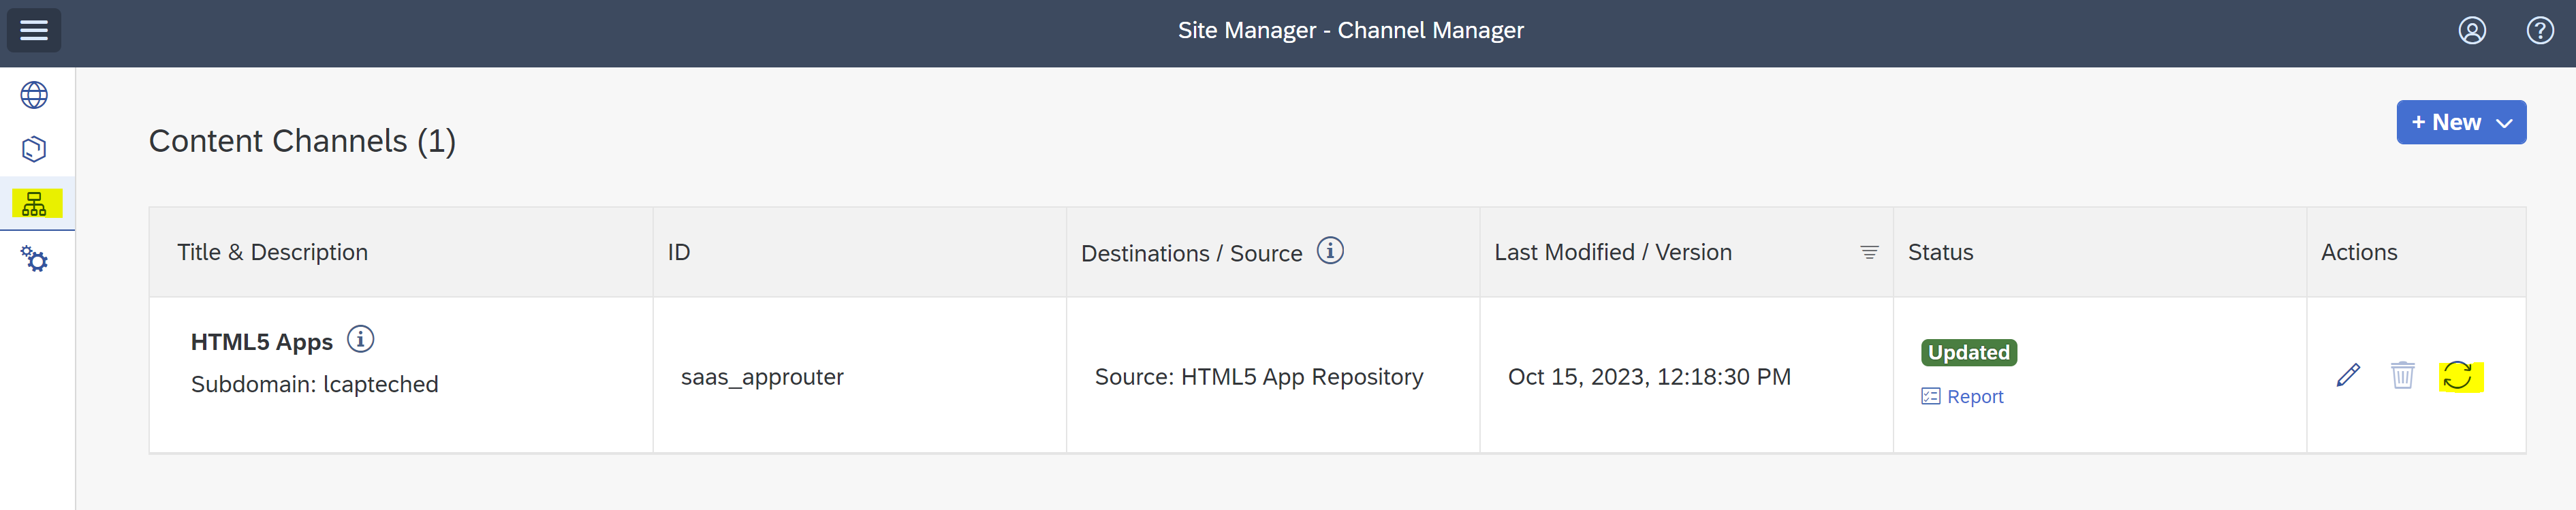 Site Manager - Channel Manager
Content Channels (1)
+ New
Title & Description
ID
Destinations / Source
Last Modified / Version
Status
Actions
HTML5 Apps
Subdomain: lcapteched
saas_approuter
Source: HTML5 App Repository
Oct 15, 2023, 12:18:30 PM
Updated
Report